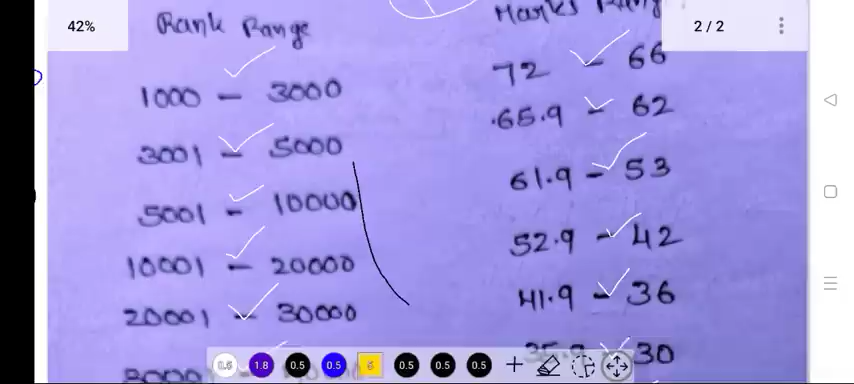 42%
2 / 2
Rank Range
Marks
1000 - 3000
72 - 66
3001 - 5000
65.9 - 62
5001 - 10000
61.9 - 53
10001 - 20000
52.9 - 42
20001 - 30000
41.9 - 36
30
0.5 1.8 0.5 0.5 6 0.5 0.5 0.5